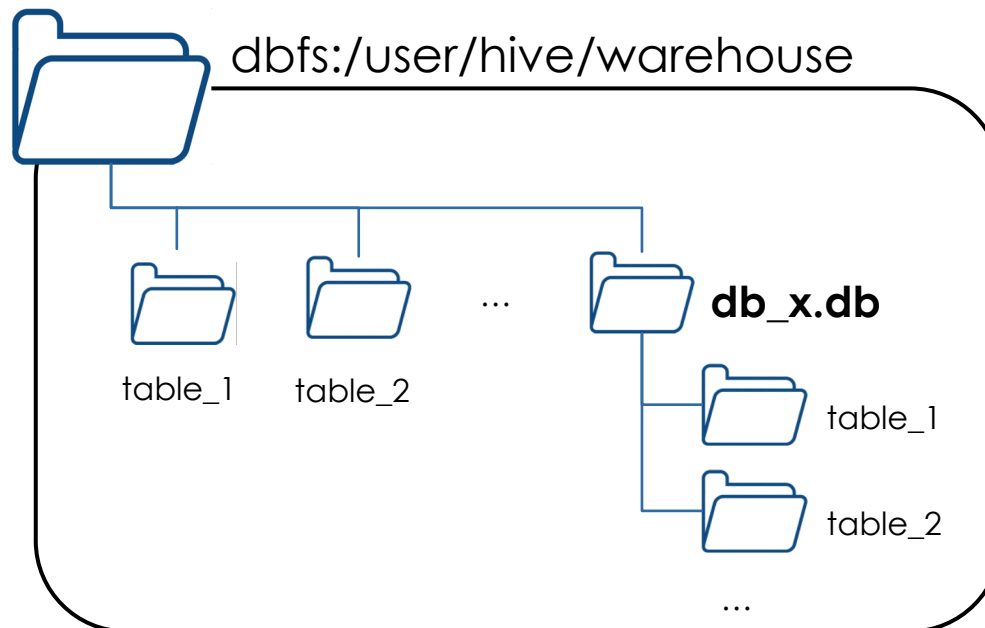 dbfs:/user/hive/warehouse
...
db_x.db
table_1
table_2
table_1
table_2
...